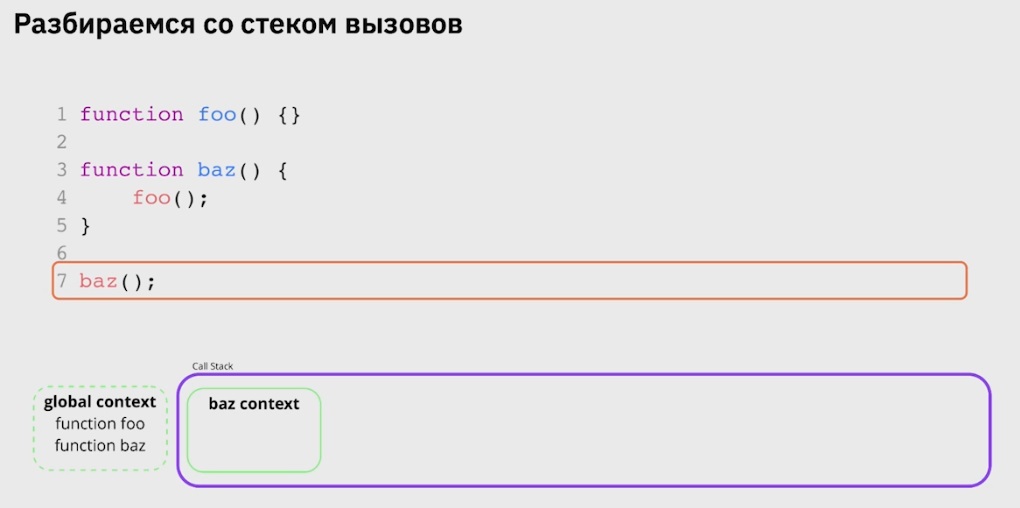 Разбираемся со стеком вызовов
1 function foo() {}
2
3 function baz() {
4 foo();
5 }
6
7 baz();
Call Stack
global context
function foo
function baz
baz context